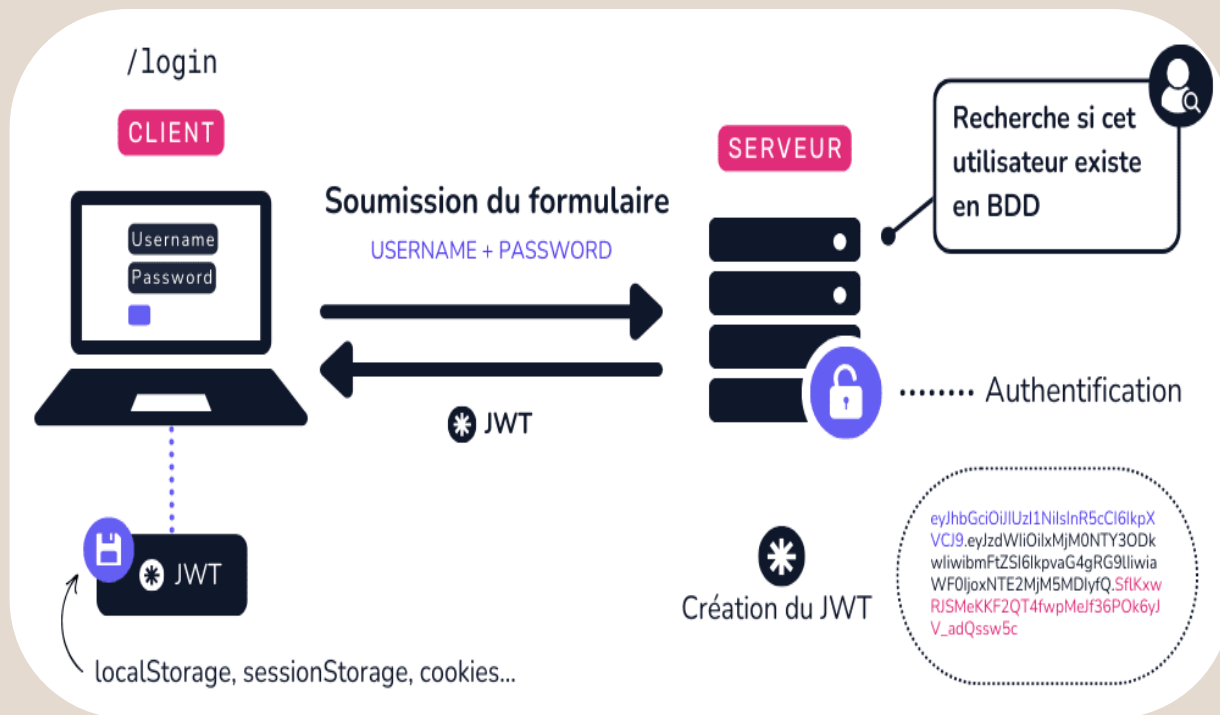 /login
CLIENT
Username
Password
Soumission du formulaire
USERNAME + PASSWORD
JWT
SERVEUR
Recherche si cet
utilisateur existe
en BDD
Authentification
JWT
localStorage, sessionStorage, cookies...
Création du JWT
eyJhbGciOiJIUzI1NiIsInR5cCI6IkpX
VCJ9.eyJzdWIiOiIxMjM0NTY3ODk
wIiwibmFtZSI6IkpvaG4gRG9lIiwia
WF0IjoxNTE2MjM5MDIyfQ.SflKxw
RJSMeKKF2QT4fwpMeJf36POk6yJ
V_adQssw5c